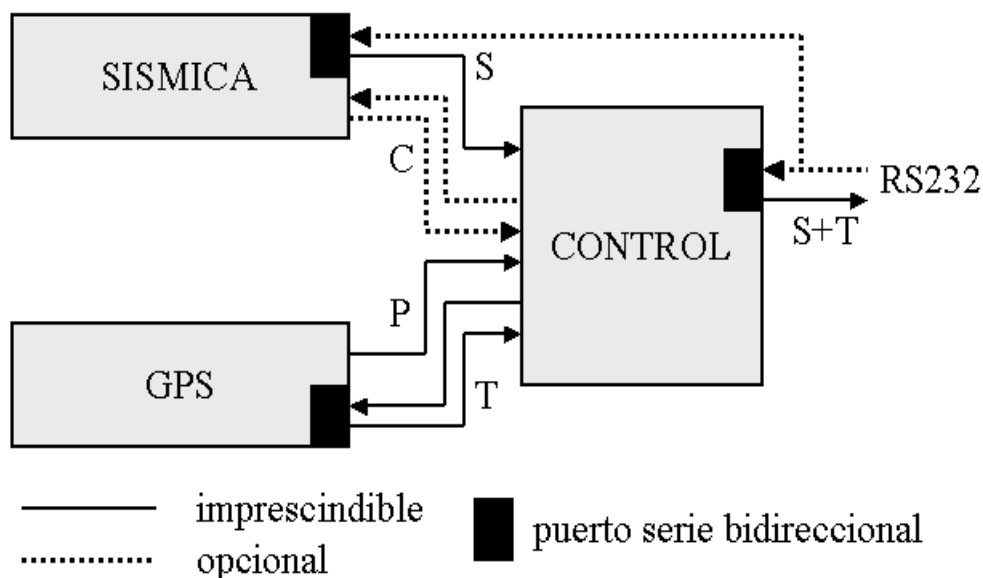 SISMICA
S
C
CONTROL
RS232
S+T
P
GPS
T
imprescindible
opcional
puerto serie bidireccional